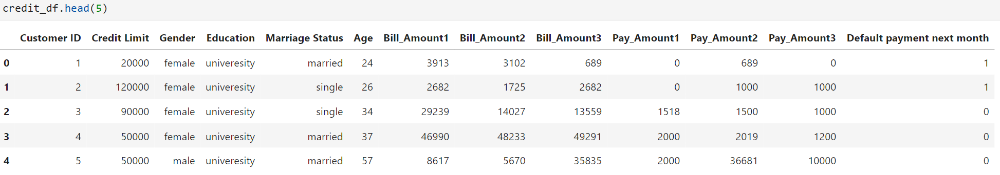 credit_df.head(5)
Customer ID Credit Limit Gender Education Marriage Status Age Bill_Amount1 Bill_Amount2 Bill_Amount3 Pay_Amount1 Pay_Amount2 Pay_Amount3 Default payment next month
0 1 20000 female univeresity married 24 3913 3102 689 0 689 0 1
1 2 120000 female univeresity single 26 2682 1725 2682 0 1000 1000 1
2 3 90000 female univeresity single 34 29239 14027 13559 1518 1500 1000 0
3 4 50000 female univeresity married 37 46990 48233 49291 2000 2019 1200 0
4 5 50000 male univeresity married 57 8617 5670 35835 2000 36681 10000 0